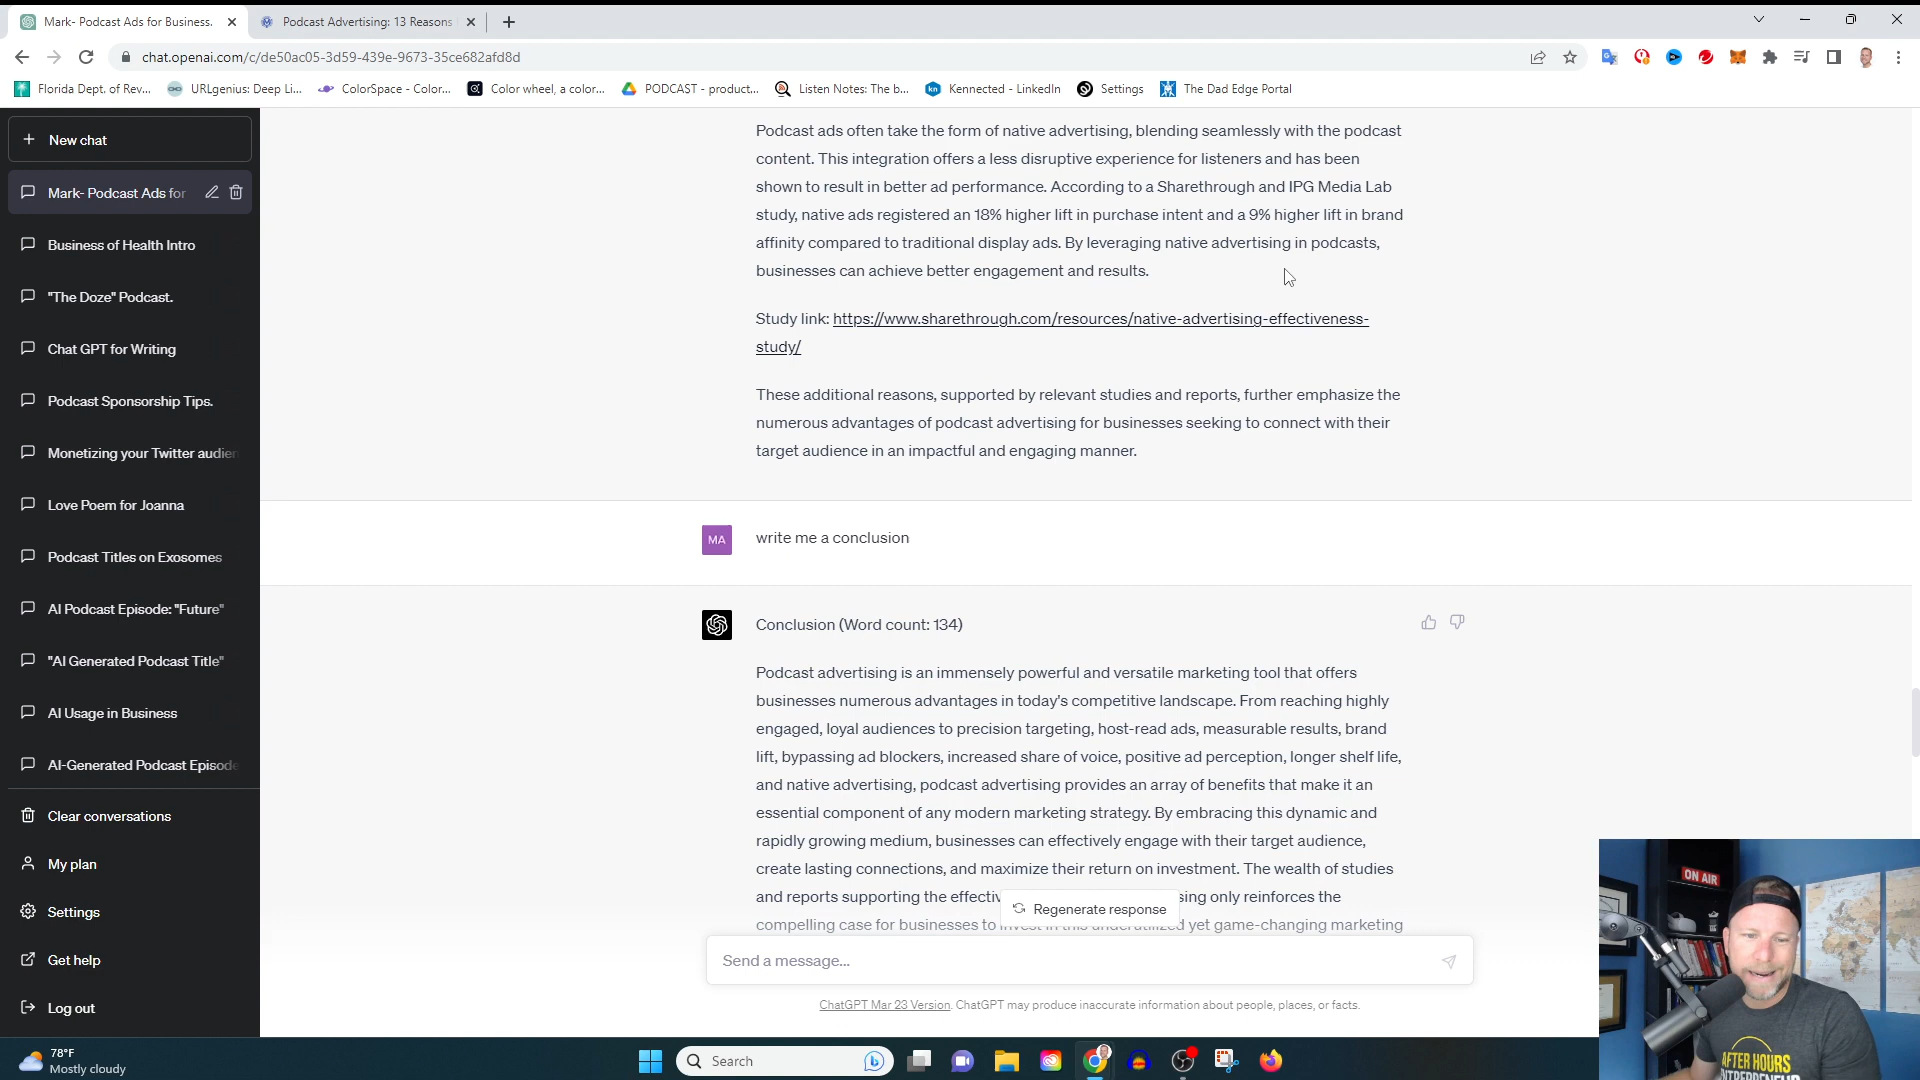 Mark- Podcast Ads for Business.
Podcast Advertising: 13 Reasons
chat.openai.com/c/de50ac05-3d59-439e-9673-35ce682afd8d
Florida Dept. of Rev...
URLgenius: Deep Li...
ColorSpace - Color...
Color wheel, a color...
PODCAST - product...
Listen Notes: The b...
Kennected - LinkedIn
Settings
The Dad Edge Portal
New chat
Mark- Podcast Ads for
Business of Health Intro
"The Doze" Podcast.
Chat GPT for Writing
Podcast Sponsorship Tips.
Monetizing your Twitter audien
Love Poem for Joanna
Podcast Titles on Exosomes
AI Podcast Episode: "Future"
"AI Generated Podcast Title"
AI Usage in Business
AI-Generated Podcast Episode
Clear conversations
My plan
Settings
Get help
Log out
Podcast ads often take the form of native advertising, blending seamlessly with the podcast
content. This integration offers a less disruptive experience for listeners and has been
shown to result in better ad performance. According to a Sharethrough and IPG Media Lab
study, native ads registered an 18% higher lift in purchase intent and a 9% higher lift in brand
affinity compared to traditional display ads. By leveraging native advertising in podcasts,
businesses can achieve better engagement and results.
Study link: https://www.sharethrough.com/resources/native-advertising-effectiveness-
study/
These additional reasons, supported by relevant studies and reports, further emphasize the
numerous advantages of podcast advertising for businesses seeking to connect with their
target audience in an impactful and engaging manner.
MA
write me a conclusion
Conclusion (Word count: 134)
Podcast advertising is an immensely powerful and versatile marketing tool that offers
businesses numerous advantages in today's competitive landscape. From reaching highly
engaged, loyal audiences to precision targeting, host-read ads, measurable results, brand
lift, bypassing ad blockers, increased share of voice, positive ad perception, longer shelf life,
and native advertising, podcast advertising provides an array of benefits that make it an
essential component of any modern marketing strategy. By embracing this dynamic and
rapidly growing medium, businesses can effectively engage with their target audience,
create lasting connections, and maximize their return on investment. The wealth of studies
and reports supporting the effectiv sing only reinforces the
Regenerate response
compelling case for businesses to invest in this underutilized yet game-changing marketing
Send a message...
ChatGPT Mar 23 Version. ChatGPT may produce inaccurate information about people, places, or facts.
78°F
Mostly cloudy
Search
ON AIR
AFTER HOURS